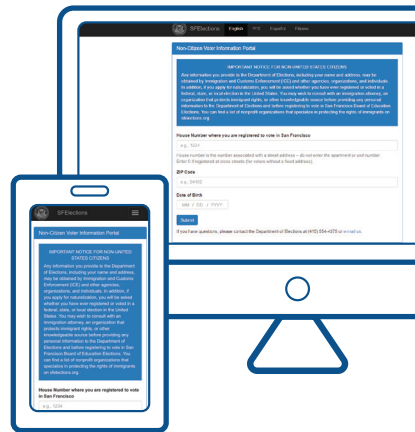 SFElections English 中文 Español Filipino
Non-Citizen Voter Information Portal
IMPORTANT NOTICE FOR NON-UNITED
STATES CITIZENS
Any information you provide to the Department of Elections, including your name and address, may be
obtained by Immigration and Customs Enforcement (ICE) and other agencies, organizations, and individuals.
In addition, if you apply for naturalization, you will be asked whether you have ever registered or voted in a
federal, state, or local election in the United States. You may wish to consult with an immigration attorney, an
organization that protects immigrant rights, or other knowledgeable source before providing any personal
information to the Department of Elections and before registering to vote in San Francisco Board of Education
Elections. You can find a list of nonprofit organizations that specialize in protecting the rights of immigrants on
sfelections.org.
House Number where you are registered to vote in San Francisco
e.g., 1234
House number is the number associated with a street address – do not enter the apartment or unit number.
ZIP Code
e.g., 94102
Date of Birth
MM / DD / YYYY
Submit
If you have questions, please contact the Department of Elections at (415) 554-4375 or e-mail us.
SFElections
Non-Citizen Voter Information Portal
IMPORTANT NOTICE FOR NON-UNITED
STATES CITIZENS
Any information you provide to the Department
of Elections, including your name and address,
may be obtained by Immigration and Customs
Enforcement (ICE) and other agencies,
organizations, and individuals. In addition, if
you apply for naturalization, you will be asked
whether you have ever registered or voted in a
federal, state, or local election in the United
States. You may wish to consult with an
immigration attorney, an organization that
protects immigrant rights, or other
knowledgeable source before providing any
personal information to the Department of
Elections and before registering to vote in San
Francisco Board of Education Elections. You
can find a list of nonprofit organizations that
specialize in protecting the rights of immigrants
on sfelections.org.
House Number where you are registered to vote
in San Francisco
e.g., 1234